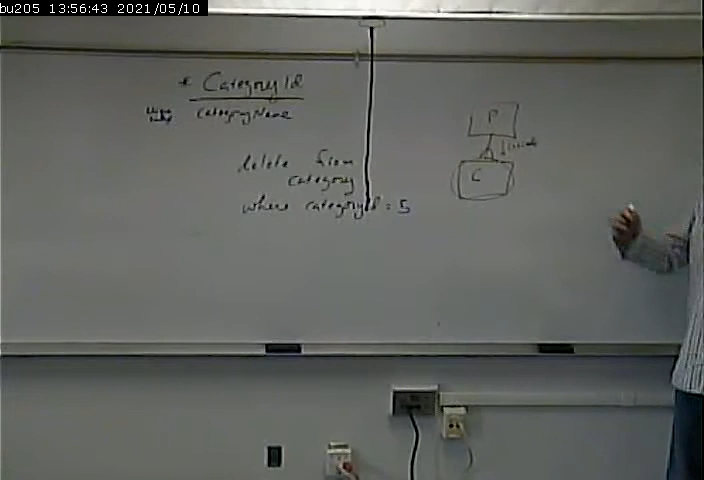 bu205 13:56:43 2021/05/10
* CategoryId
CategoryName
delete from
category
where categoryId = 5
P
C